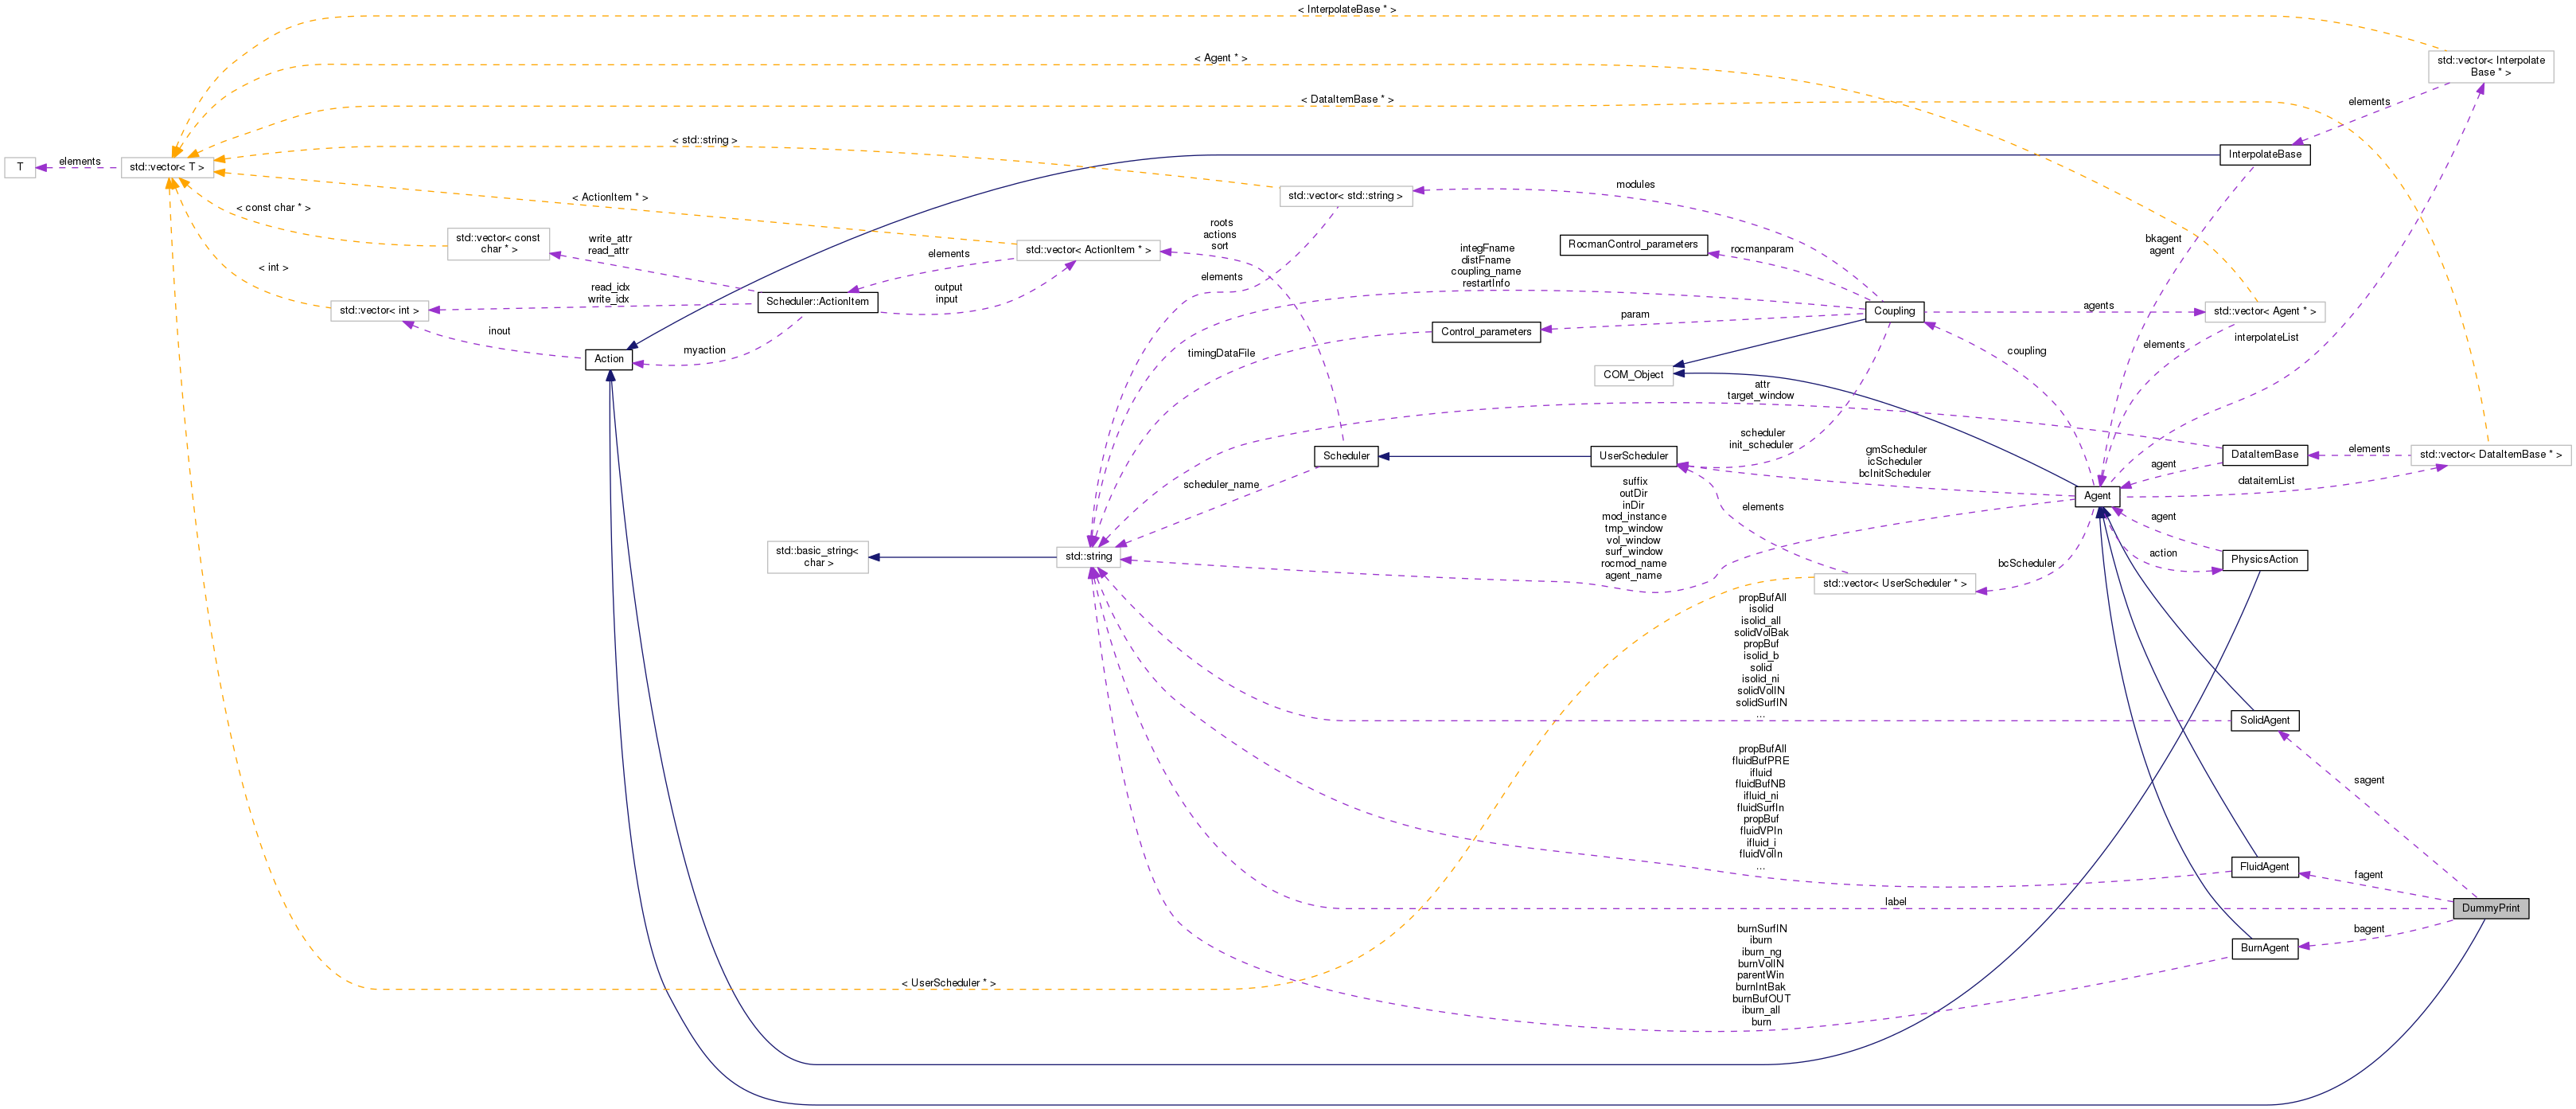 < InterpolateBase * >
std::vector< Interpolate
Base * >
< Agent * >
< DataItemBase * >
elements
< std::string >
InterpolateBase
T
elements
std::vector< T >
modules
std::vector< std::string >
< ActionItem * >
< const char * >
std::vector< const
char * >
write_attr
read_attr
std::vector< ActionItem * >
roots
actions
sort
integFname
distFname
coupling_name
restartInfo
RocmanControl_parameters
rocmanparam
bkagent
agent
< int >
elements
elements
read_idx
write_idx
Scheduler::ActionItem
output
input
std::vector< int >
inout
Action
myaction
Control_parameters
param
Coupling
agents
std::vector< Agent * >
timingDataFile
coupling
elements
interpolateList
COM_Object
attr
target_window
scheduler
init_scheduler
Scheduler
UserScheduler
gmScheduler
icScheduler
bcInitScheduler
DataItemBase
elements
std::vector< DataItemBase * >
agent
dataitemList
Agent
scheduler_name
suffix
outDir
inDir
mod_instance
tmp_window
vol_window
surf_window
rocmod_name
agent_name
elements
agent
std::basic_string<
char >
std::string
action
PhysicsAction
bcScheduler
std::vector< UserScheduler * >
propBufAll
isolid
isolid_all
solidVolBak
propBuf
isolid_b
solid
isolid_ni
solidVolIN
solidSurfIN
...
SolidAgent
sagent
propBufAll
fluidBufPRE
ifluid
fluidBufNB
ifluid_ni
fluidSurfIn
propBuf
fluidVPIn
ifluid_i
fluidVolIn
...
FluidAgent
fagent
label
DummyPrint
bagent
BurnAgent
burnSurfIN
iburn
iburn_ng
burnVolIN
parentWin
burnIntBak
burnBufOUT
iburn_all
burn
< UserScheduler * >